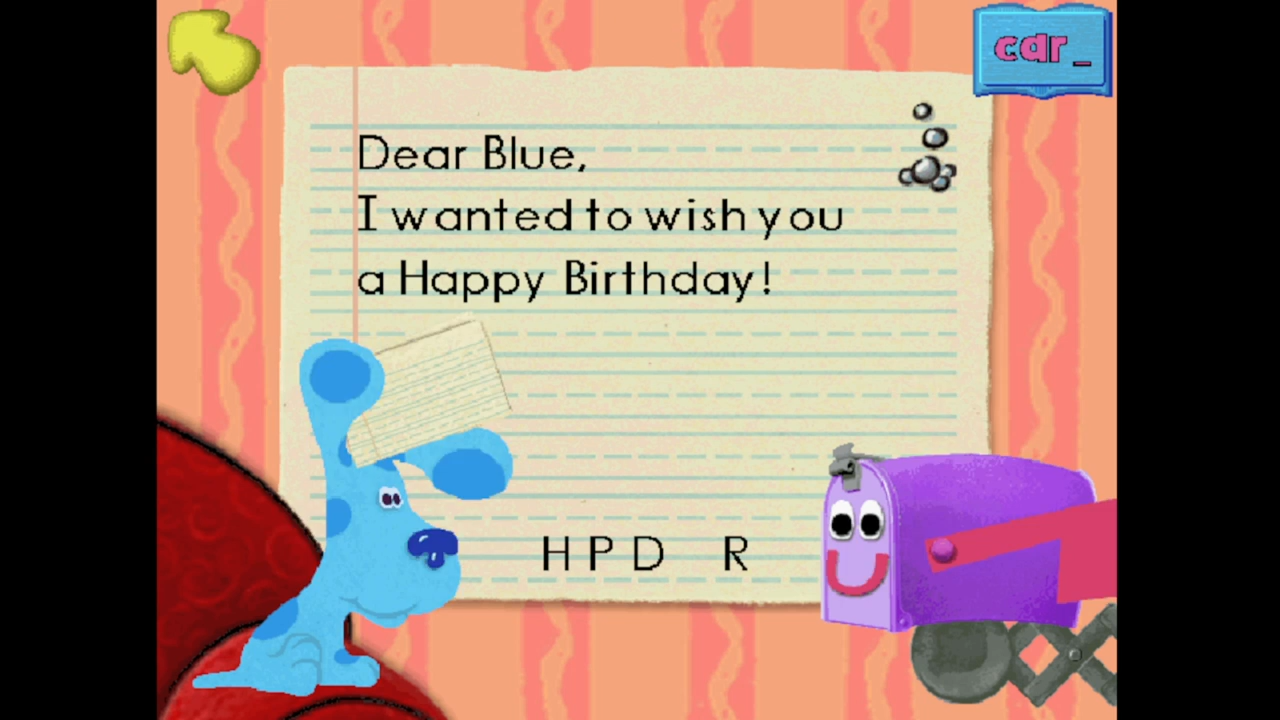 car_
Dear Blue,
I wanted to wish you
a Happy Birthday!
H P D R